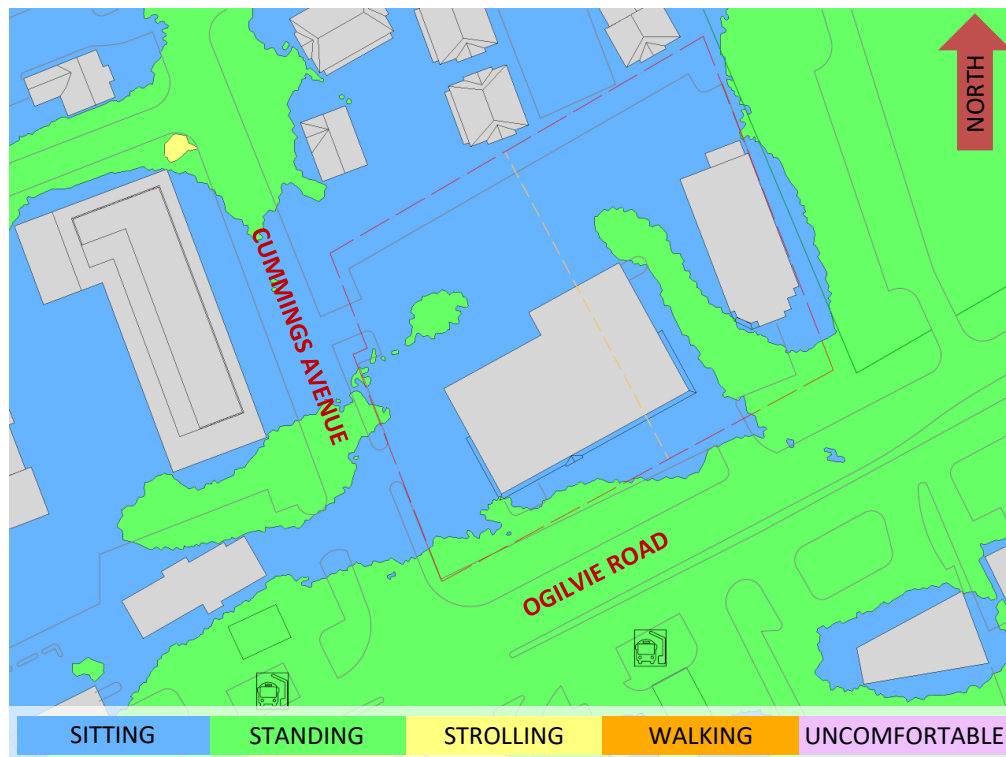 NORTH
CUMMINGS AVENUE
OGILVIE ROAD
SITTING
STANDING
STROLLING
WALKING
UNCOMFORTABLE